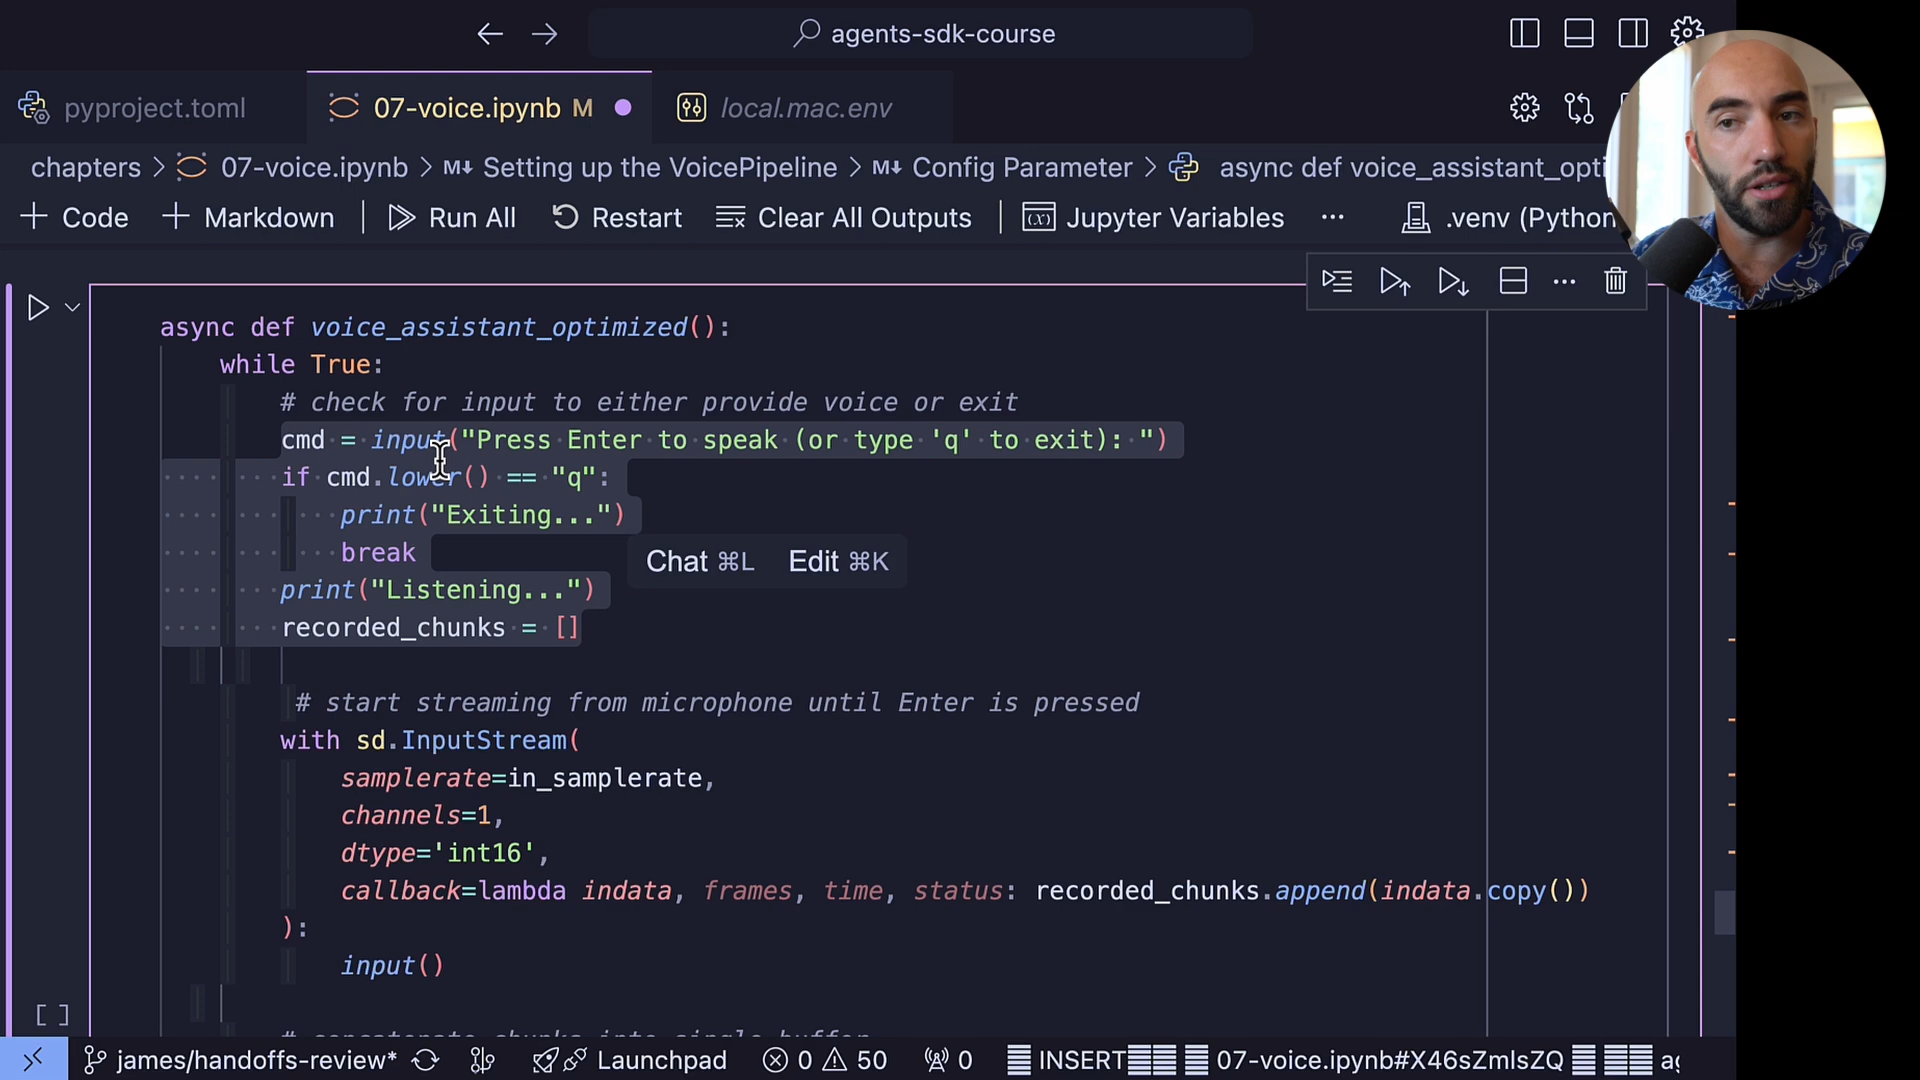 agents-sdk-course
pyproject.toml
07-voice.ipynb M
local.mac.env
chapters > 07-voice.ipynb > M↓ Setting up the VoicePipeline > M↓ Config Parameter > async def voice_assistant_opti
+ Code + Markdown | Run All Restart Clear All Outputs | Jupyter Variables ... .venv (Python
async def voice_assistant_optimized():
while True:
# check for input to either provide voice or exit
cmd = input("Press Enter to speak (or type 'q' to exit): ")
if cmd.lower() == "q":
print("Exiting...")
break
Chat ⌘L Edit ⌘K
print("Listening...")
recorded_chunks = []
# start streaming from microphone until Enter is pressed
with sd.InputStream(
samplerate=in_samplerate,
channels=1,
dtype='int16',
callback=lambda indata, frames, time, status: recorded_chunks.append(indata.copy())
):
input()
[ ]
# concatenate chunks into single buffer
james/handoffs-review* Launchpad 0 50 0 INSERT 07-voice.ipynb#X46sZmlsZQ